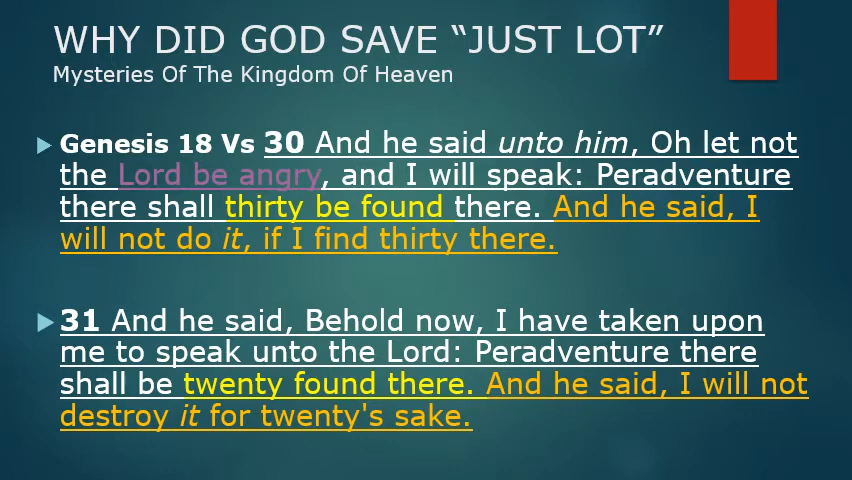 WHY DID GOD SAVE “JUST LOT”
Mysteries Of The Kingdom Of Heaven
Genesis 18 Vs 30 And he said unto him, Oh let not
the Lord be angry, and I will speak: Peradventure
there shall thirty be found there. And he said, I
will not do it, if I find thirty there.
31 And he said, Behold now, I have taken upon
me to speak unto the Lord: Peradventure there
shall be twenty found there. And he said, I will not
destroy it for twenty's sake.